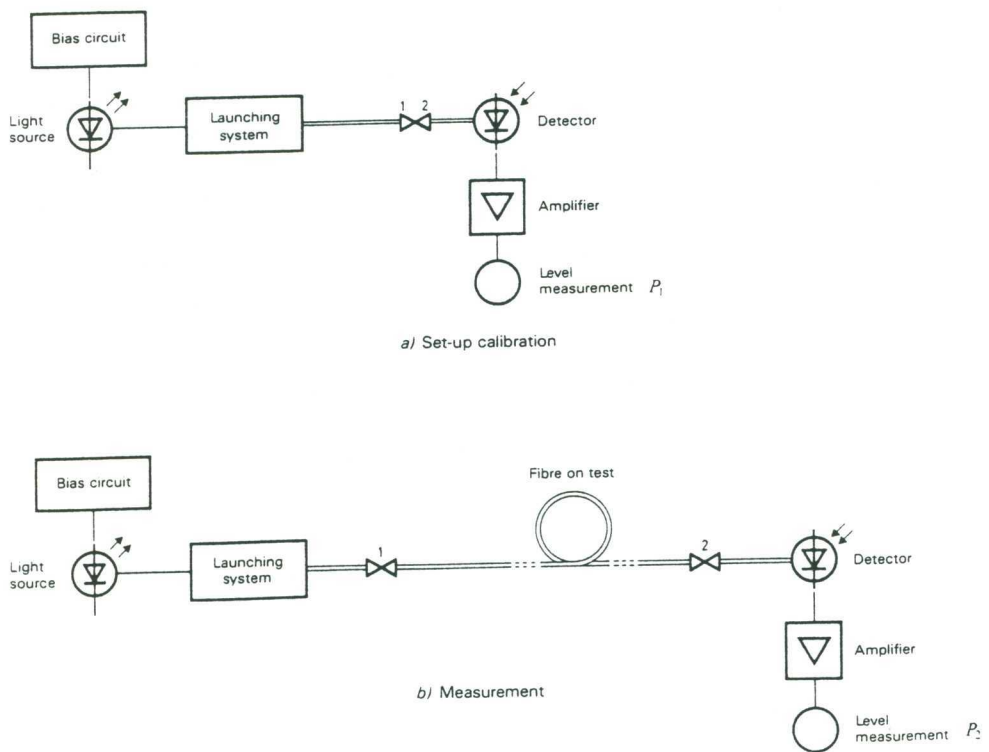 Bias circuit
Light
source
Launching
system
1 2
Detector
Amplifier
Level
measurement P₁
a) Set-up calibration
Fibre on test
Bias circuit
Light
source
Launching
system
1
2
Detector
Amplifier
b) Measurement
Level
measurement P₂